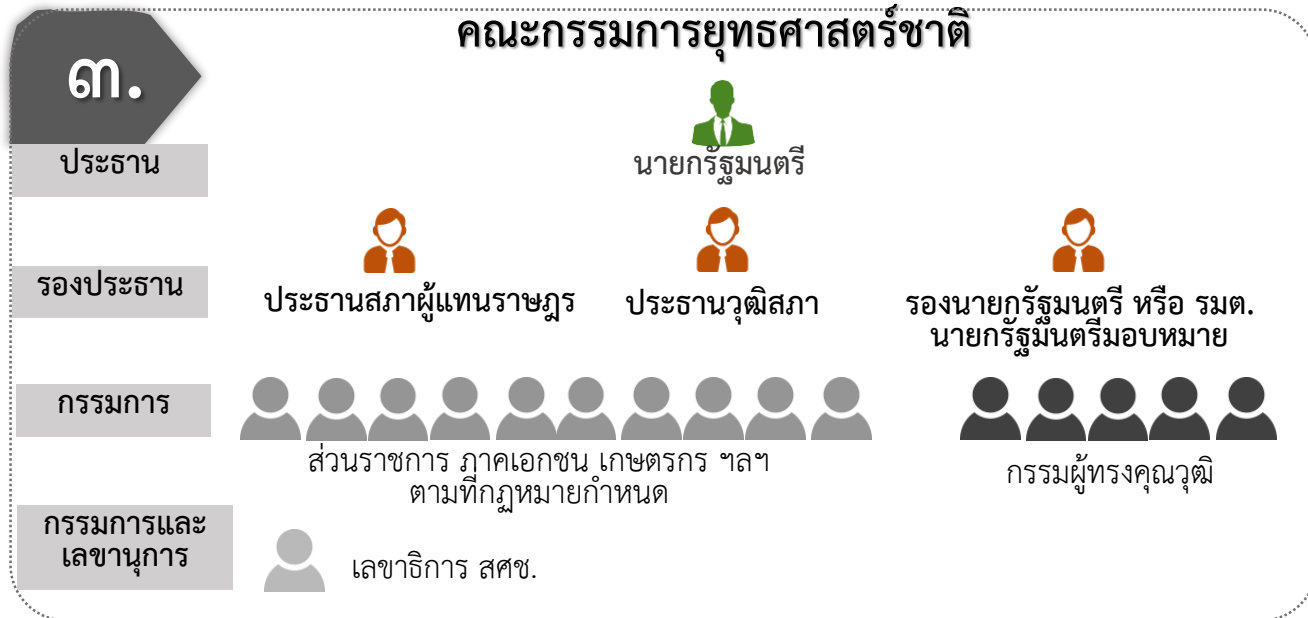 คณะกรรมการยุทธศาสตร์ชาติ
๓.
ประธาน
นายกรัฐมนตรี
รองประธาน
ประธานสภาผู้แทนราษฎร
ประธานวุฒิสภา
รองนายกรัฐมนตรี หรือ รมต.
นายกรัฐมนตรีมอบหมาย
กรรมการ
ส่วนราชการ ภาคเอกชน เกษตรกร ฯลฯ
ตามที่กฎหมายกำหนด
กรรมผู้ทรงคุณวุฒิ
กรรมการและ
เลขานุการ
เลขาธิการ สศช.